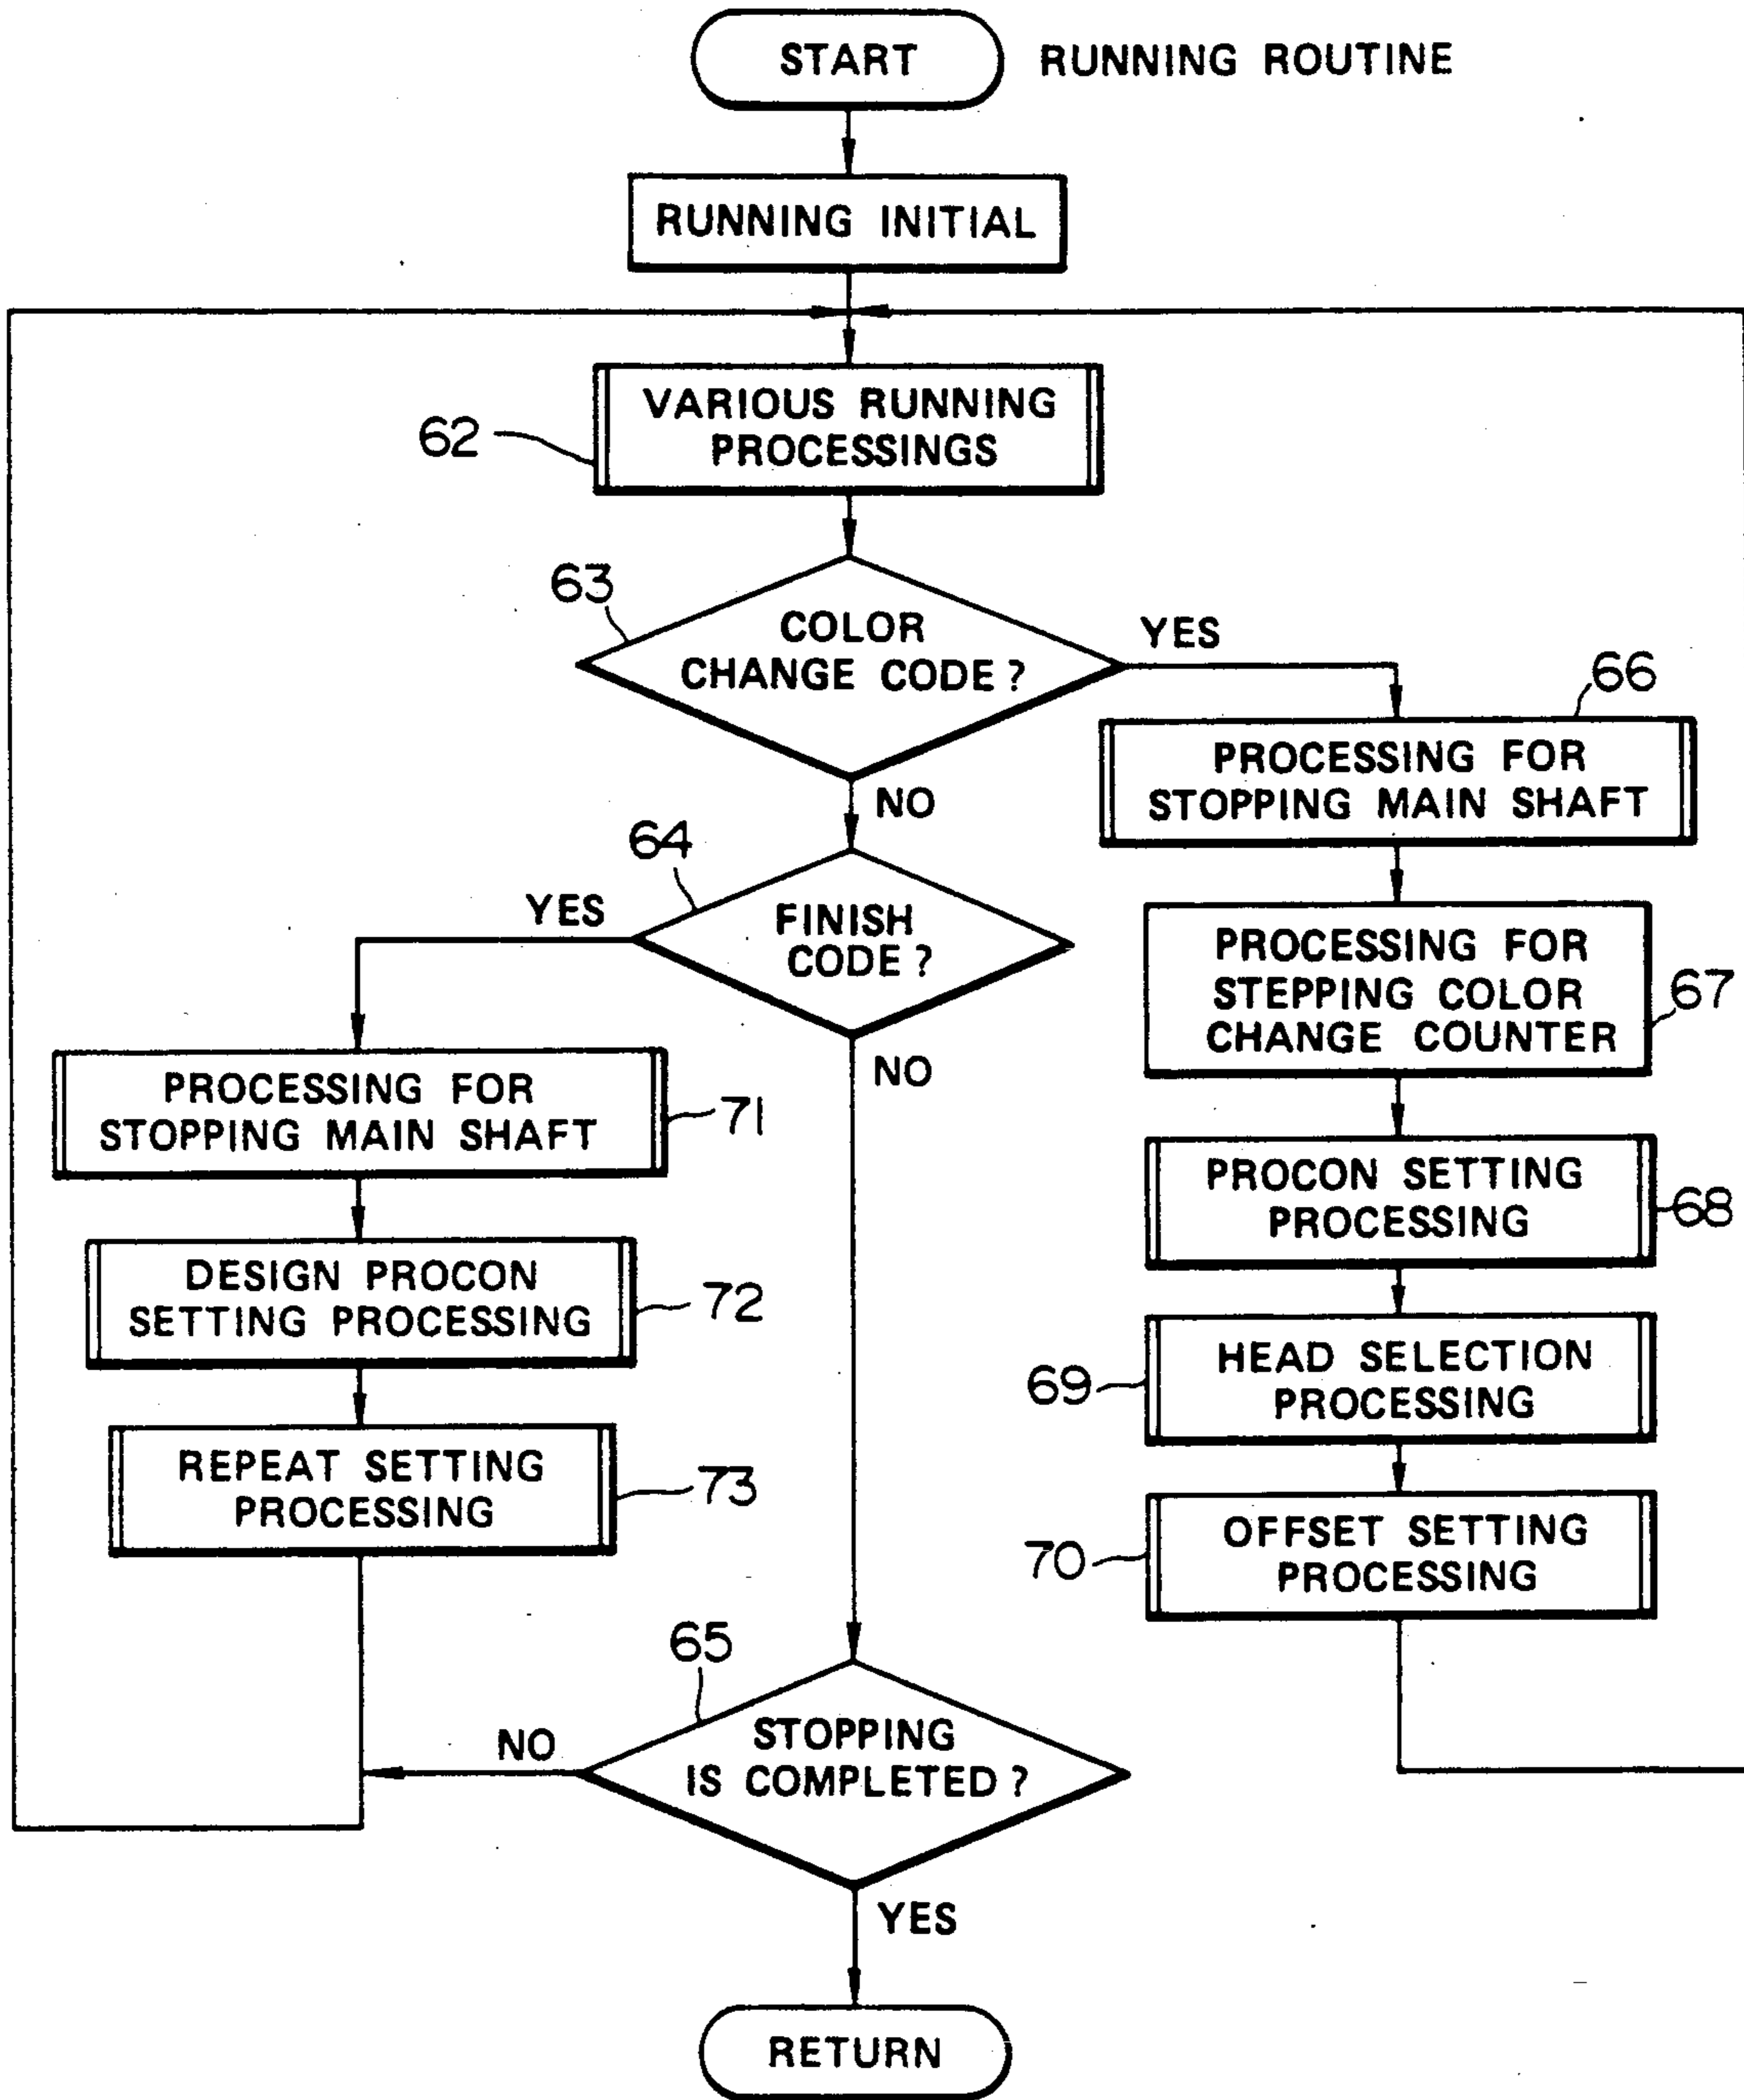 START
RUNNING ROUTINE
RUNNING INITIAL
VARIOUS RUNNING
PROCESSINGS
62
63
COLOR
CHANGE CODE?
YES
NO
66
PROCESSING FOR
STOPPING MAIN SHAFT
64
YES
FINISH
CODE?
NO
PROCESSING FOR
STEPPING COLOR
CHANGE COUNTER
67
PROCESSING FOR
STOPPING MAIN SHAFT
71
PROCON SETTING
PROCESSING
68
DESIGN PROCON
SETTING PROCESSING
72
HEAD SELECTION
PROCESSING
69
REPEAT SETTING
PROCESSING
73
OFFSET SETTING
PROCESSING
70
65
NO
STOPPING
IS COMPLETED?
YES
RETURN